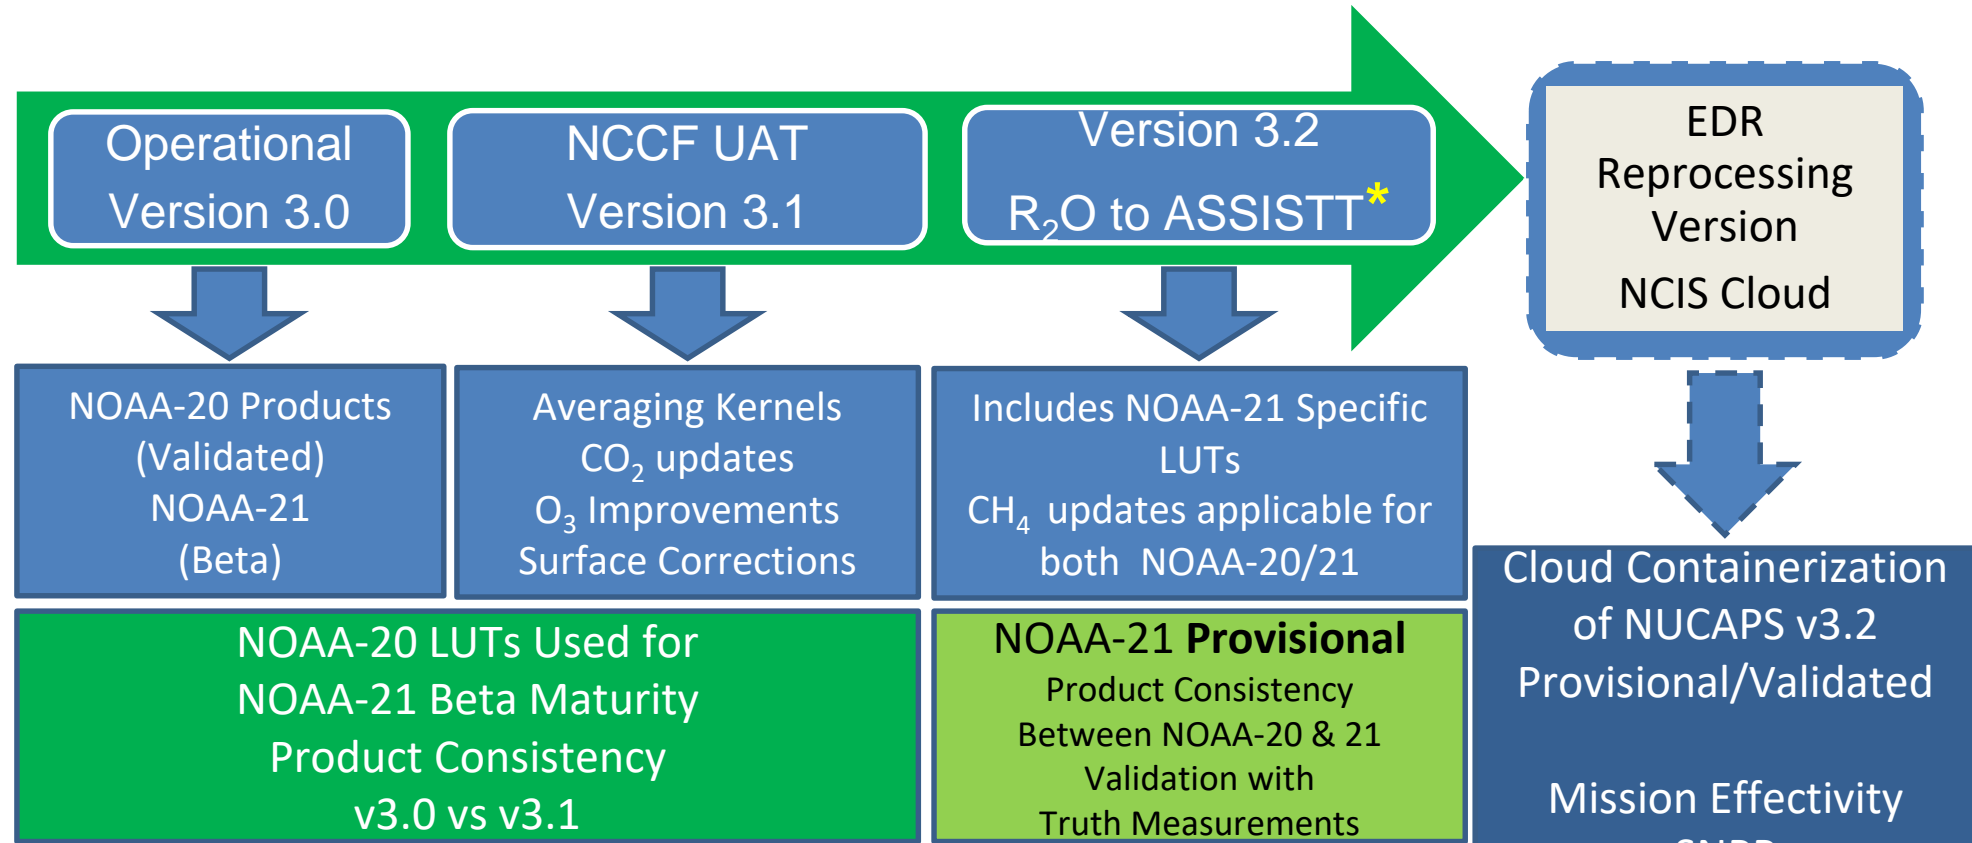 Operational
Version 3.0
NCCF UAT
Version 3.1
Version 3.2
R₂O to ASSISTT*
EDR
Reprocessing
Version
NCIS Cloud
NOAA-20 Products
(Validated)
NOAA-21
(Beta)
Averaging Kernels
CO₂ updates
O₃ Improvements
Surface Corrections
Includes NOAA-21 Specific
LUTs
CH₄ updates applicable for
both NOAA-20/21
Cloud Containerization
of NUCAPS v3.2
Provisional/Validated
Mission Effectivity
NOAA-20 LUTs Used for
NOAA-21 Beta Maturity
Product Consistency
v3.0 vs v3.1
NOAA-21 Provisional
Product Consistency
Between NOAA-20 & 21
Validation with
Truth Measurements